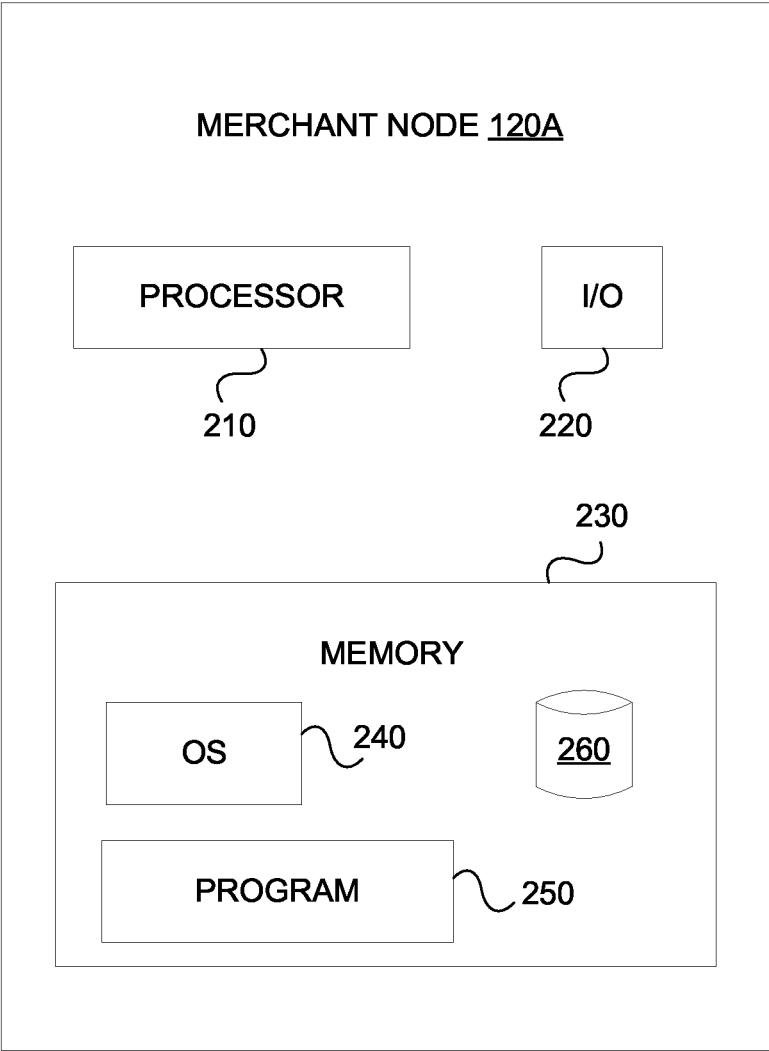 MERCHANT NODE 120A
PROCESSOR
I/O
210
220
230
MEMORY
OS
240
260
PROGRAM
250